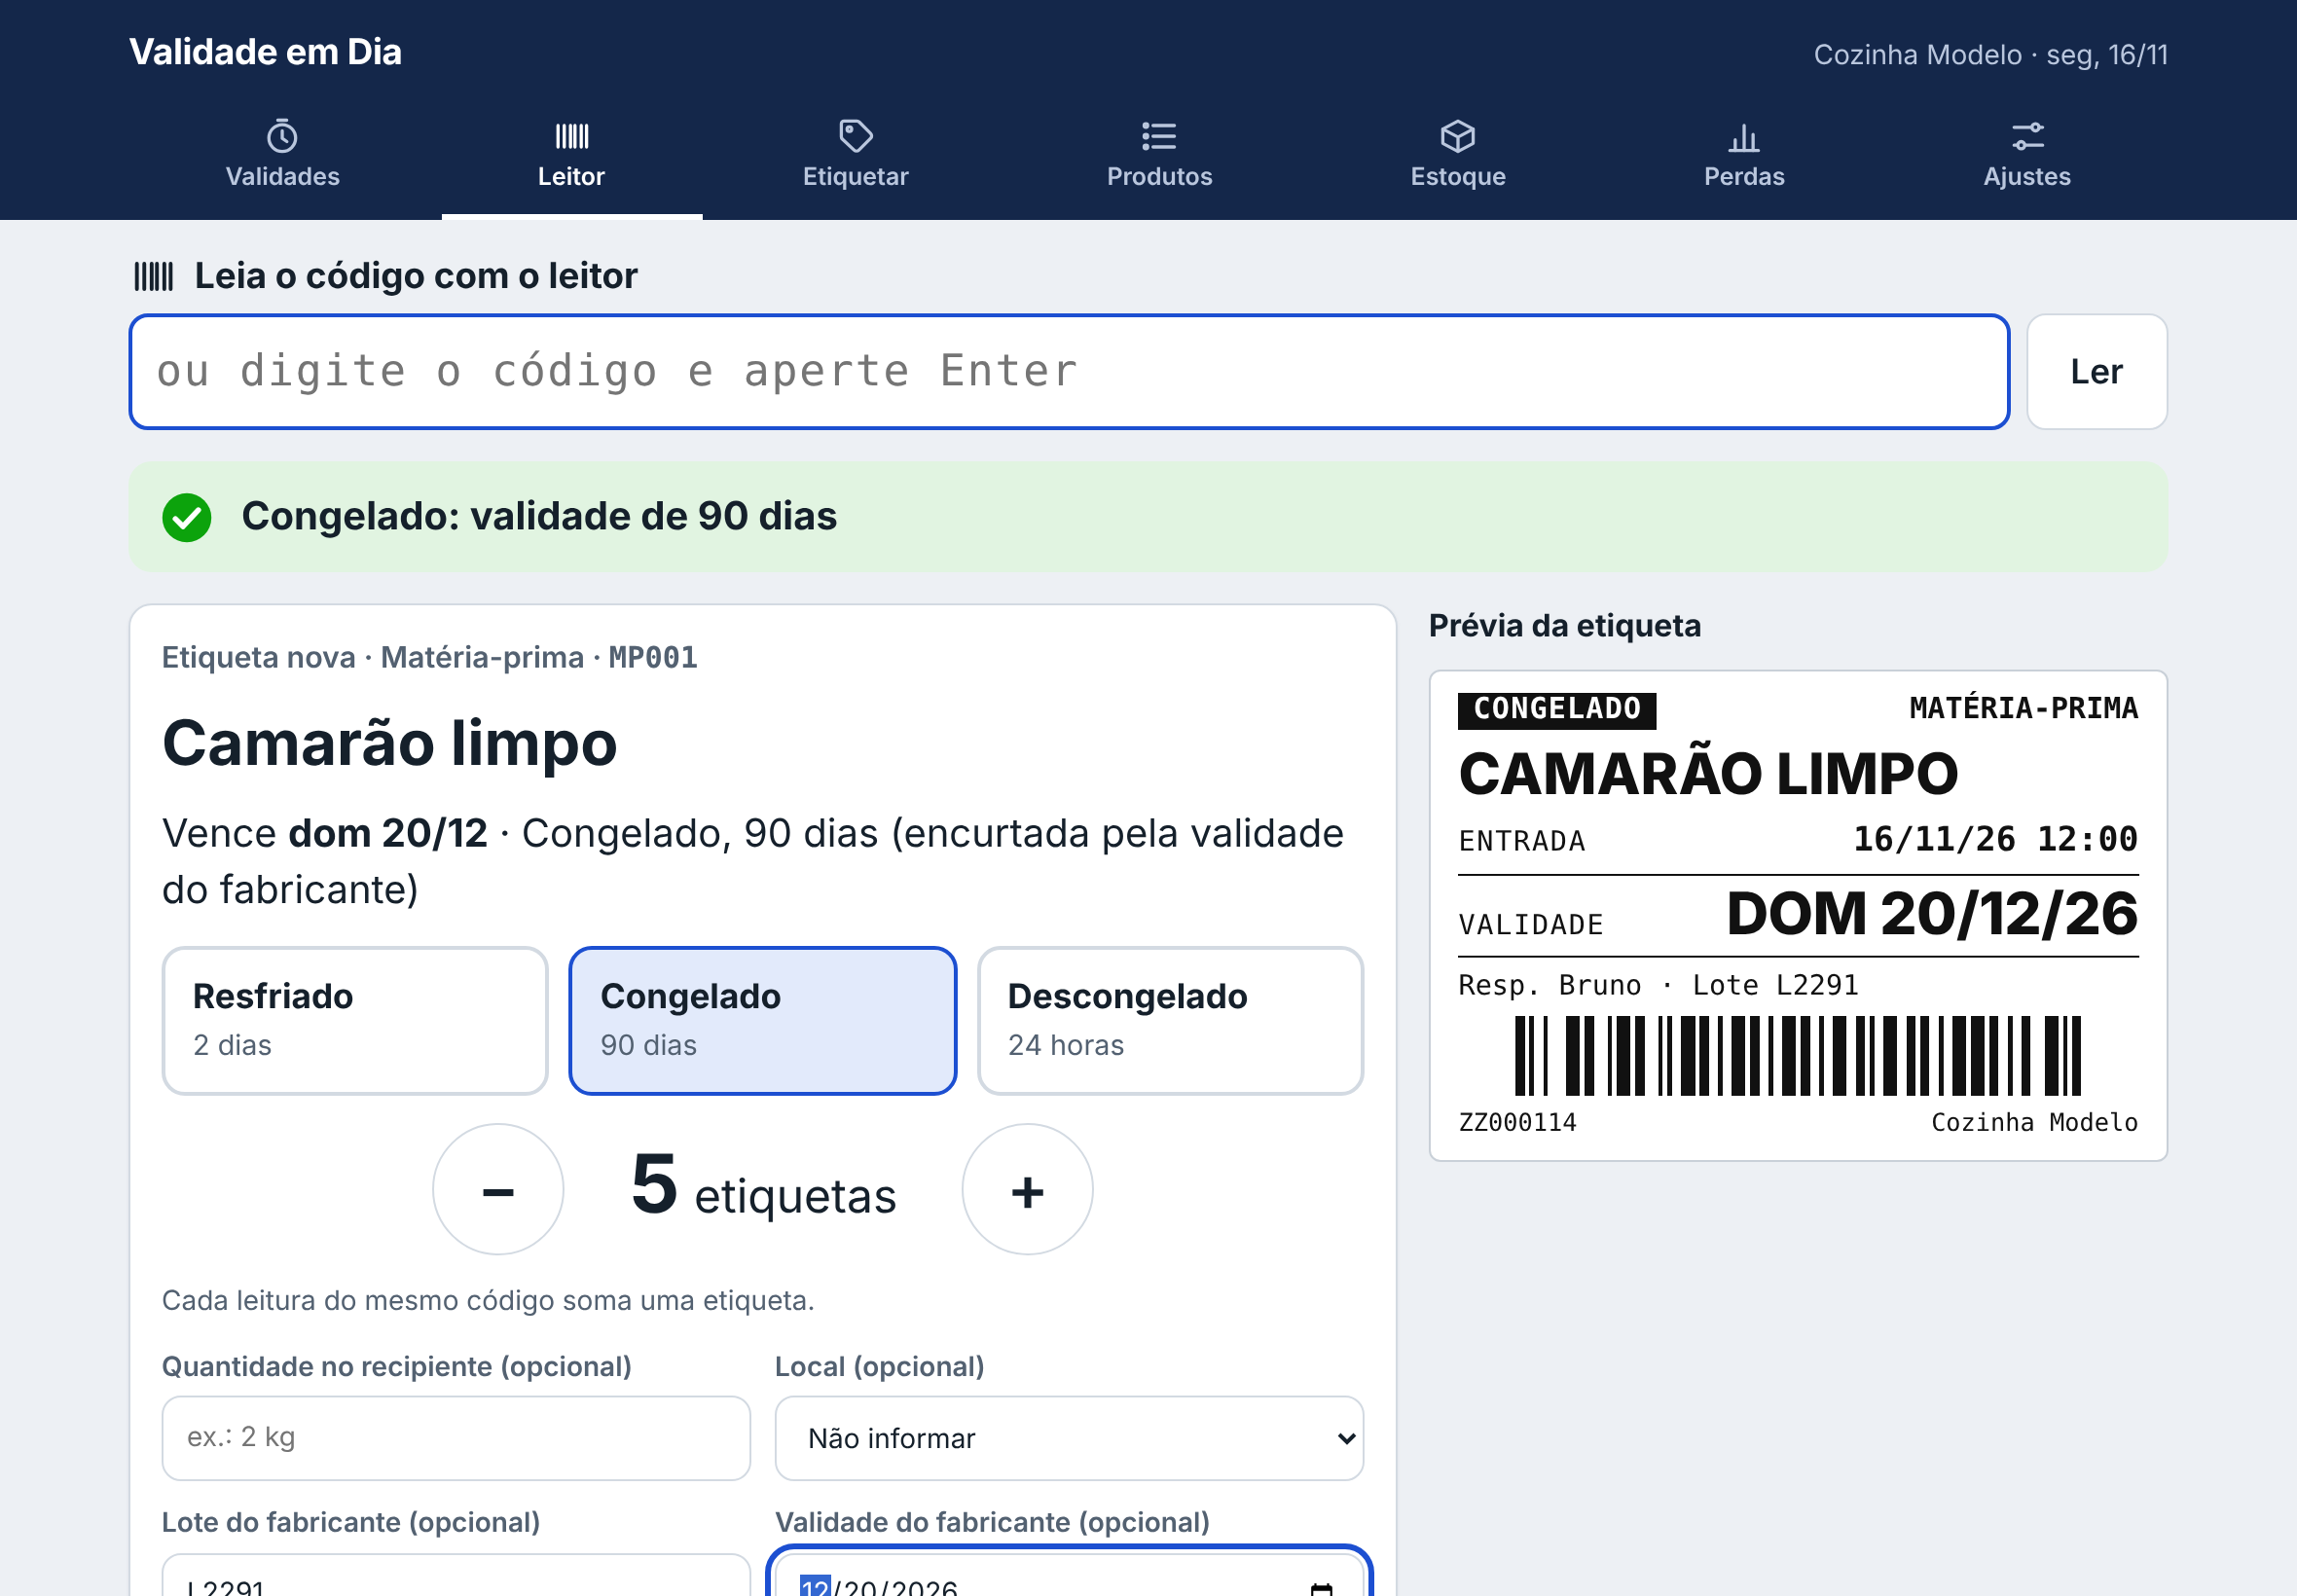 Validade em Dia
Cozinha Modelo · seg, 16/11
Validades
Leitor
Etiquetar
Produtos
Estoque
Perdas
Ajustes
Leia o código com o leitor
ou digite o código e aperte Enter
Ler
Congelado: validade de 90 dias
Etiqueta nova · Matéria-prima · MP001
Camarão limpo
Vence dom 20/12 · Congelado, 90 dias (encurtada pela validade
do fabricante)
Resfriado
2 dias
Congelado
90 dias
Descongelado
24 horas
− 5 etiquetas +
Cada leitura do mesmo código soma uma etiqueta.
Quantidade no recipiente (opcional)
ex.: 2 kg
Local (opcional)
Não informar
Lote do fabricante (opcional)
L2291
Validade do fabricante (opcional)
12/20/2026
Prévia da etiqueta
CONGELADO
MATÉRIA-PRIMA
CAMARÃO LIMPO
ENTRADA 16/11/26 12:00
VALIDADE DOM 20/12/26
Resp. Bruno · Lote L2291
ZZ000114
Cozinha Modelo